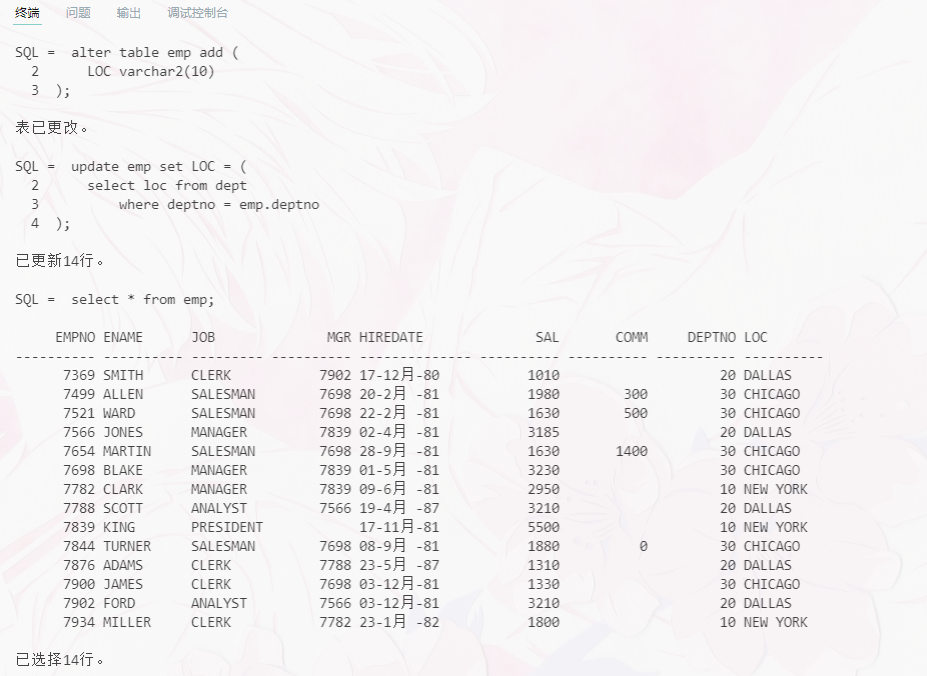 终端 问题 输出 调试控制台
SQL =  alter table emp add (
  2      LOC varchar2(10)
  3  );
表已更改。
SQL =  update emp set LOC = (
  2      select loc from dept
  3          where deptno = emp.deptno
  4  );
已更新14行。
SQL =  select * from emp;
     EMPNO ENAME      JOB              MGR HIREDATE              SAL       COMM     DEPTNO LOC
---------- ---------- --------- ---------- -------------- ---------- ---------- ---------- ----------
      7369 SMITH      CLERK           7902 17-12月-80           1010                    20 DALLAS
      7499 ALLEN      SALESMAN        7698 20-2月 -81           1980        300         30 CHICAGO
      7521 WARD       SALESMAN        7698 22-2月 -81           1630        500         30 CHICAGO
      7566 JONES      MANAGER         7839 02-4月 -81           3185                    20 DALLAS
      7654 MARTIN     SALESMAN        7698 28-9月 -81           1630       1400         30 CHICAGO
      7698 BLAKE      MANAGER         7839 01-5月 -81           3230                    30 CHICAGO
      7782 CLARK      MANAGER         7839 09-6月 -81           2950                    10 NEW YORK
      7788 SCOTT      ANALYST         7566 19-4月 -87           3210                    20 DALLAS
      7839 KING       PRESIDENT            17-11月-81           5500                    10 NEW YORK
      7844 TURNER     SALESMAN        7698 08-9月 -81           1880          0         30 CHICAGO
      7876 ADAMS      CLERK           7788 23-5月 -87           1310                    20 DALLAS
      7900 JAMES      CLERK           7698 03-12月-81           1330                    30 CHICAGO
      7902 FORD       ANALYST         7566 03-12月-81           3210                    20 DALLAS
      7934 MILLER     CLERK           7782 23-1月 -82           1800                    10 NEW YORK
已选择14行。